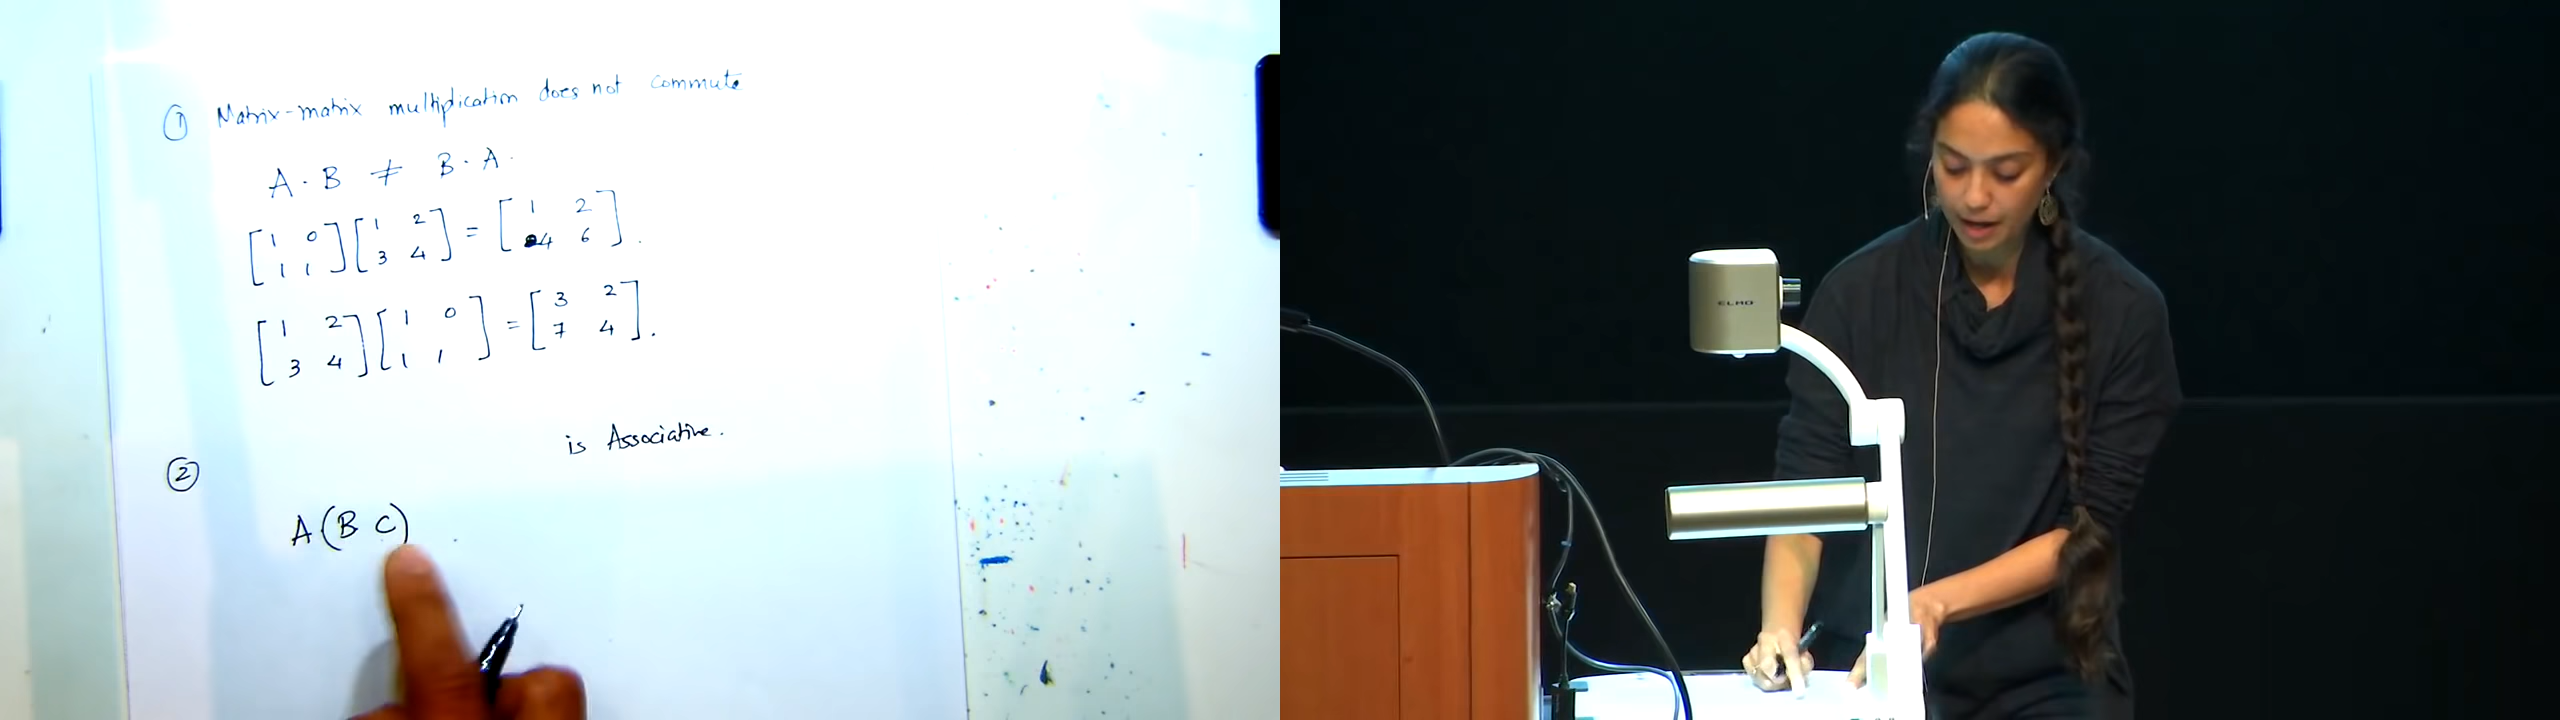 ① Matrix-matrix multiplication does not commute
A · B ≠ B · A.
[1 0 1 1] [1 2 3 4] = [1 2 4 6].
[1 2 3 4] [1 0 1 1] = [3 2 7 4].
is Associative.
②
A(B C)
ELMO